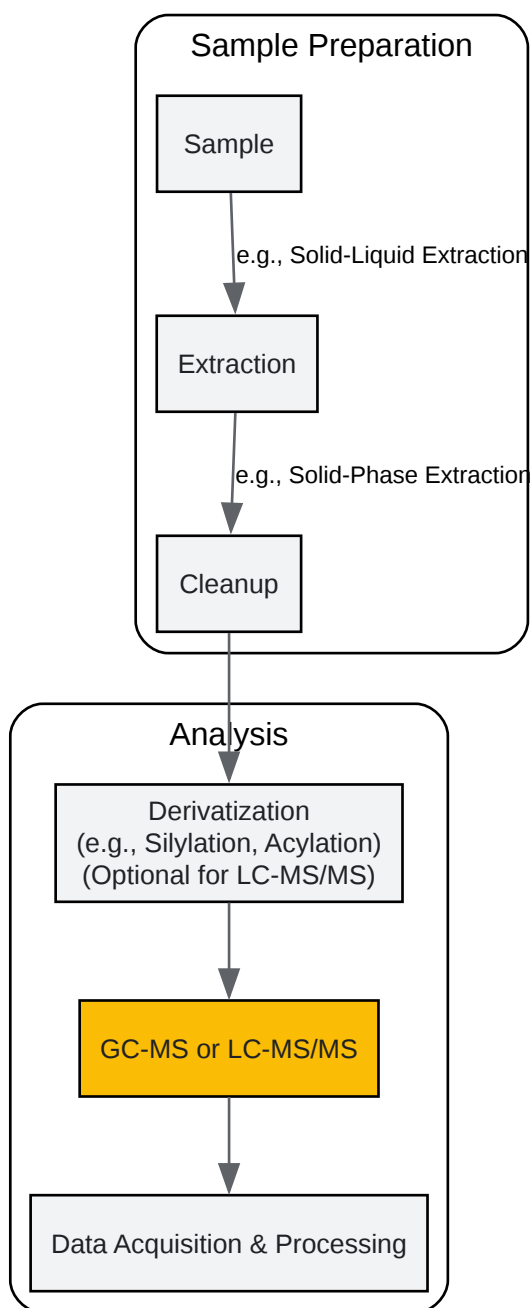 Sample Preparation
Sample
e.g., Solid-Liquid Extraction
Extraction
e.g., Solid-Phase Extraction
Cleanup
Analysis
Derivatization
(e.g., Silylation, Acylation)
(Optional for LC-MS/MS)
GC-MS or LC-MS/MS
Data Acquisition & Processing